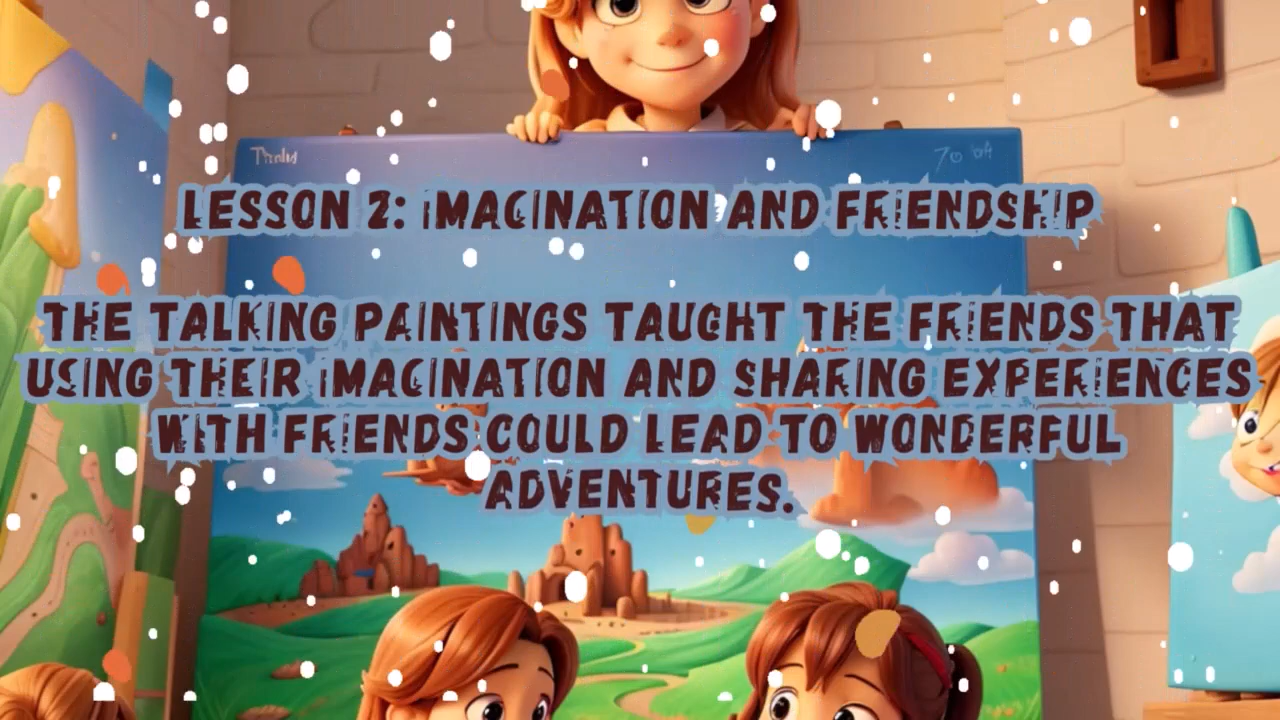 LESSON 2: IMAGINATION AND FRIENDSHIP
THE TALKING PAINTINGS TAUGHT THE FRIENDS THAT
USING THEIR IMAGINATION AND SHARING EXPERIENCES
WITH FRIENDS COULD LEAD TO WONDERFUL
ADVENTURES.